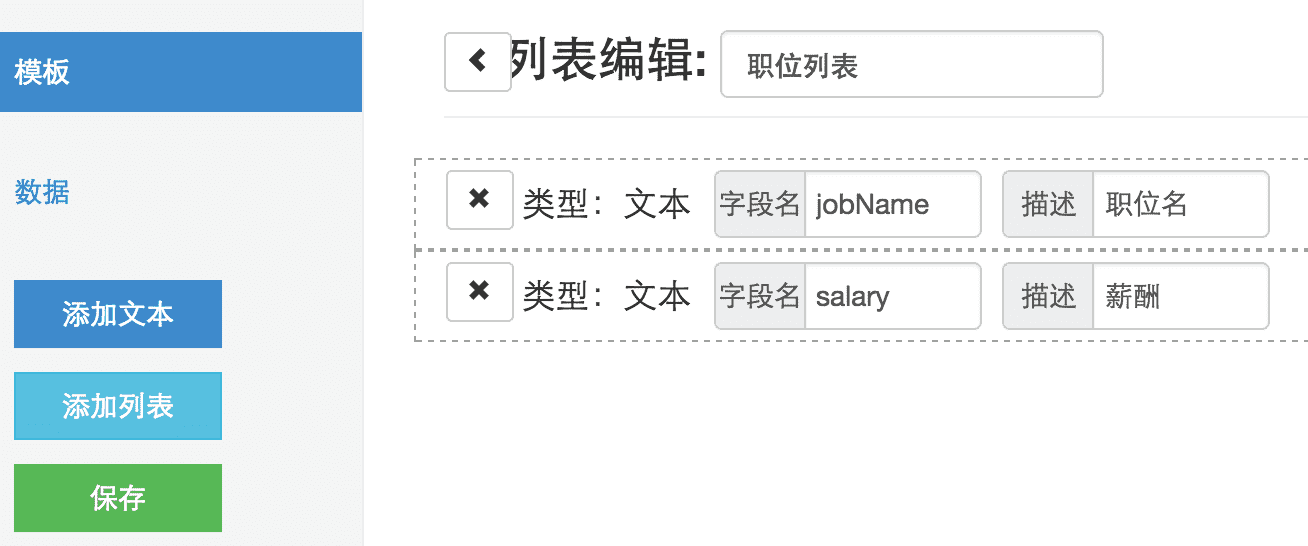 模板
数据
添加文本
添加列表
保存
列表编辑: 职位列表
类型：文本 字段名 jobName 描述 职位名
类型：文本 字段名 salary 描述 薪酬